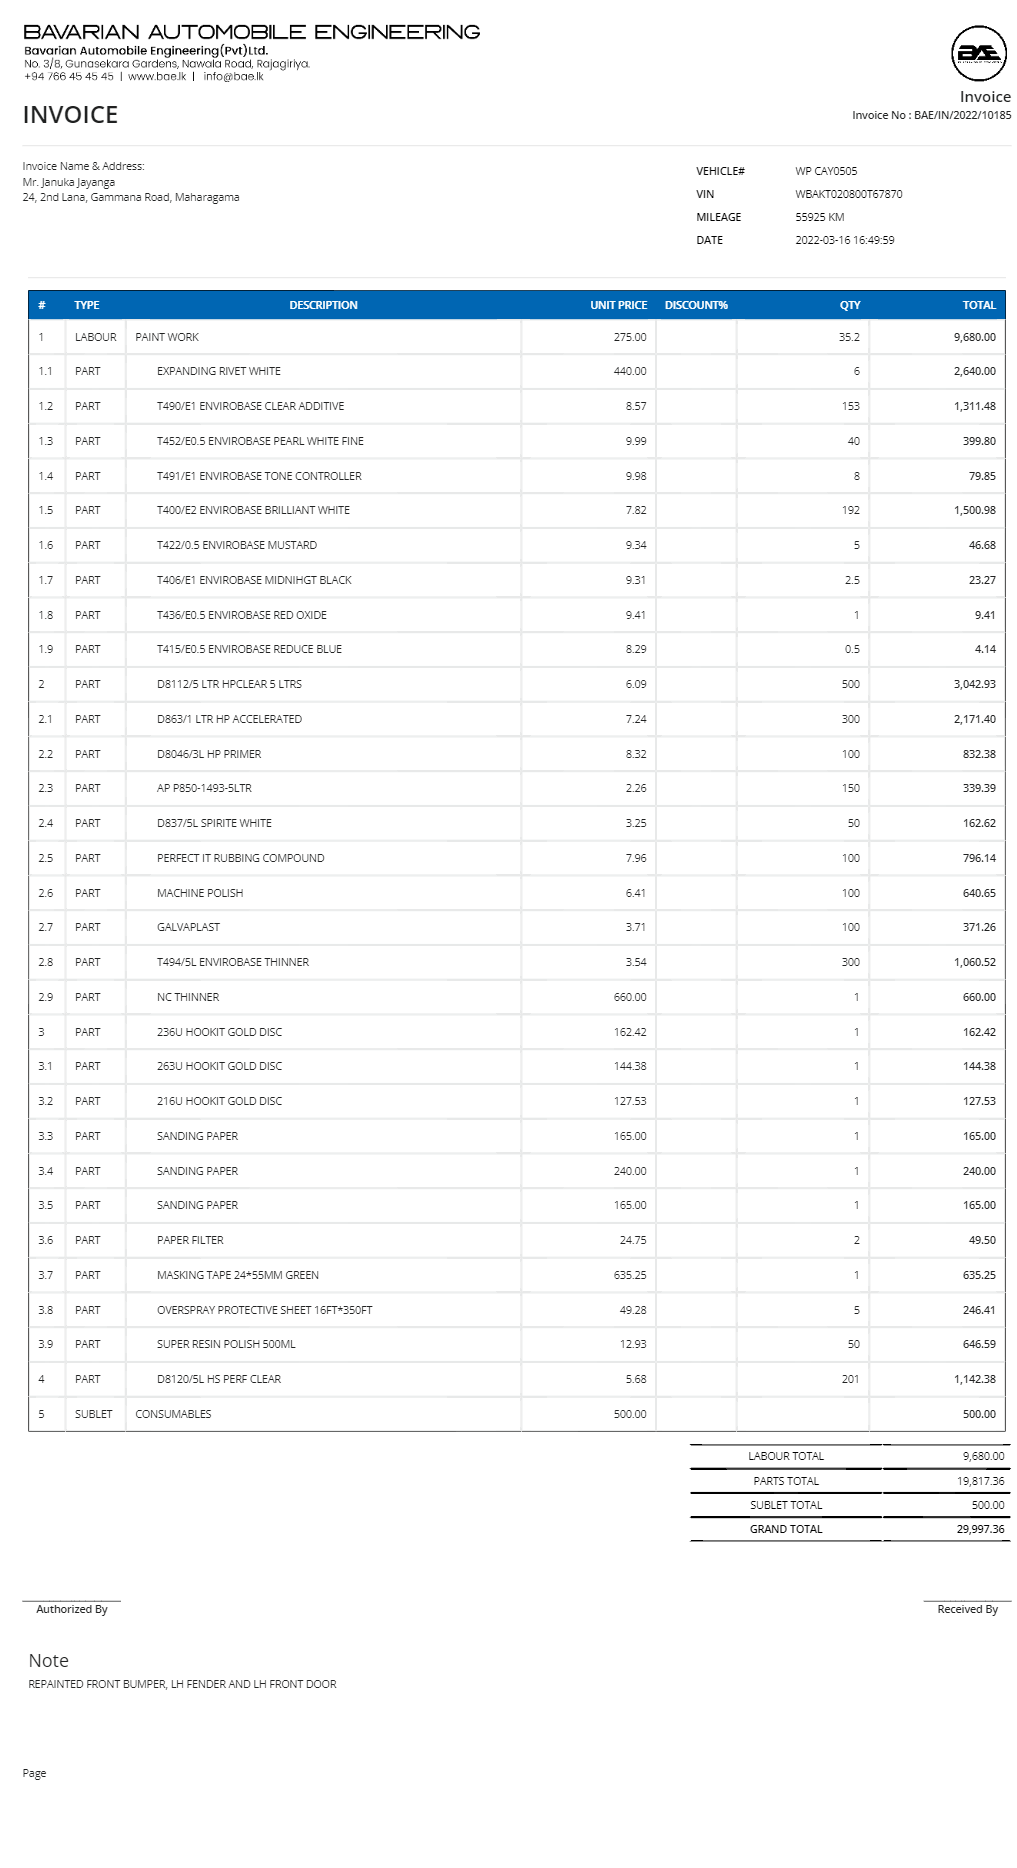 BAVARIAN AUTOMOBILE ENGINEERING
Bavarian Automobile Engineering(Pvt)Ltd.
No. 3/8, Gunasekara Gardens, Nawala Road, Rajagiriya.
+94 766 45 45 45 | www.bae.lk | info@bae.lk
BAE
Invoice
INVOICE
Invoice No : BAE/IN/2022/10185
Invoice Name & Address:
Mr. Januka Jayanga
24, 2nd Lana, Gammana Road, Maharagama
VEHICLE# WP CAY0505
VIN WBAKT020800T67870
MILEAGE 55925 KM
DATE 2022-03-16 16:49:59
# TYPE DESCRIPTION UNIT PRICE DISCOUNT% QTY TOTAL
1 LABOUR PAINT WORK 275.00 35.2 9,680.00
1.1 PART EXPANDING RIVET WHITE 440.00 6 2,640.00
1.2 PART T490/E1 ENVIROBASE CLEAR ADDITIVE 8.57 153 1,311.48
1.3 PART T452/E0.5 ENVIROBASE PEARL WHITE FINE 9.99 40 399.80
1.4 PART T491/E1 ENVIROBASE TONE CONTROLLER 9.98 8 79.85
1.5 PART T400/E2 ENVIROBASE BRILLIANT WHITE 7.82 192 1,500.98
1.6 PART T422/0.5 ENVIROBASE MUSTARD 9.34 5 46.68
1.7 PART T406/E1 ENVIROBASE MIDNIHGT BLACK 9.31 2.5 23.27
1.8 PART T436/E0.5 ENVIROBASE RED OXIDE 9.41 1 9.41
1.9 PART T415/E0.5 ENVIROBASE REDUCE BLUE 8.29 0.5 4.14
2 PART D8112/5 LTR HPCLEAR 5 LTRS 6.09 500 3,042.93
2.1 PART D863/1 LTR HP ACCELERATED 7.24 300 2,171.40
2.2 PART D8046/3L HP PRIMER 8.32 100 832.38
2.3 PART AP P850-1493-5LTR 2.26 150 339.39
2.4 PART D837/5L SPIRITE WHITE 3.25 50 162.62
2.5 PART PERFECT IT RUBBING COMPOUND 7.96 100 796.14
2.6 PART MACHINE POLISH 6.41 100 640.65
2.7 PART GALVAPLAST 3.71 100 371.26
2.8 PART T494/5L ENVIROBASE THINNER 3.54 300 1,060.52
2.9 PART NC THINNER 660.00 1 660.00
3 PART 236U HOOKIT GOLD DISC 162.42 1 162.42
3.1 PART 263U HOOKIT GOLD DISC 144.38 1 144.38
3.2 PART 216U HOOKIT GOLD DISC 127.53 1 127.53
3.3 PART SANDING PAPER 165.00 1 165.00
3.4 PART SANDING PAPER 240.00 1 240.00
3.5 PART SANDING PAPER 165.00 1 165.00
3.6 PART PAPER FILTER 24.75 2 49.50
3.7 PART MASKING TAPE 24*55MM GREEN 635.25 1 635.25
3.8 PART OVERSPRAY PROTECTIVE SHEET 16FT*350FT 49.28 5 246.41
3.9 PART SUPER RESIN POLISH 500ML 12.93 50 646.59
4 PART D8120/5L HS PERF CLEAR 5.68 201 1,142.38
5 SUBLET CONSUMABLES 500.00 500.00
LABOUR TOTAL 9,680.00
PARTS TOTAL 19,817.36
SUBLET TOTAL 500.00
GRAND TOTAL 29,997.36
Authorized By Received By
Note
REPAINTED FRONT BUMPER, LH FENDER AND LH FRONT DOOR
Page